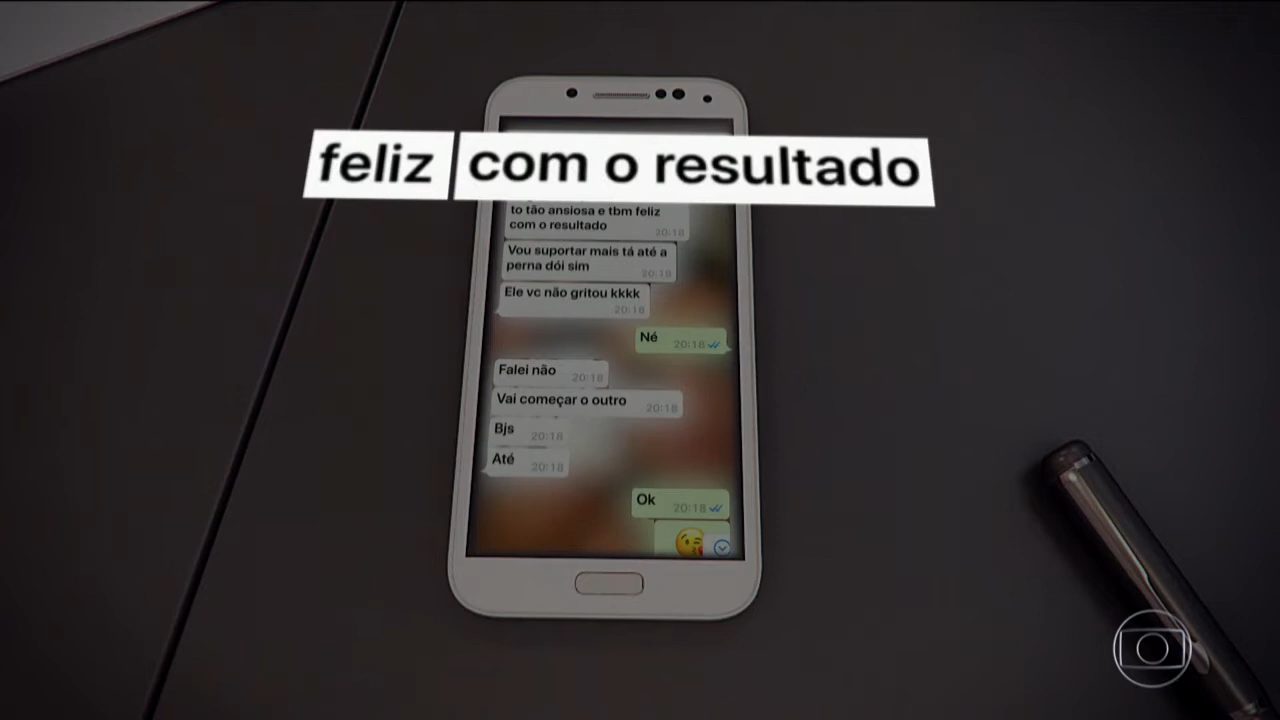 feliz com o resultado
to tão ansiosa e tbm feliz
com o resultado
20:18
Vou suportar mais tá até a
perna dói sim
20:18
Ele vc não gritou kkkk
20:18
Né 20:18
Falei não 20:18
Vai começar o outro 20:18
Bjs 20:18
Até 20:18
Ok 20:18